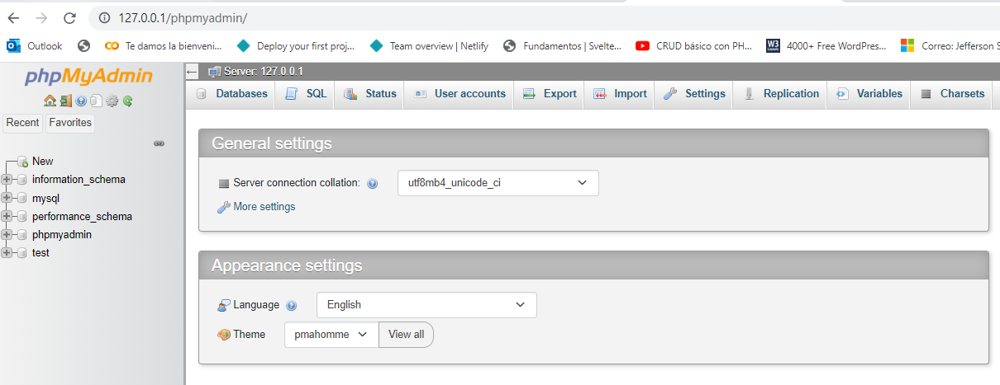 127.0.0.1/phpmyadmin/
Outlook
Te damos la bienveni...
Deploy your first proj...
Team overview | Netlify
Fundamentos | Svelte...
CRUD básico con PH...
W3 4000+ Free WordPress...
Correo: Jefferson S
phpMyAdmin
Server: 127.0.0.1
Databases SQL Status User accounts Export Import Settings Replication Variables Charsets
Recent Favorites
New
information_schema
mysql
performance_schema
phpmyadmin
test
General settings
Server connection collation: utf8mb4_unicode_ci
More settings
Appearance settings
Language English
Theme pmahomme View all